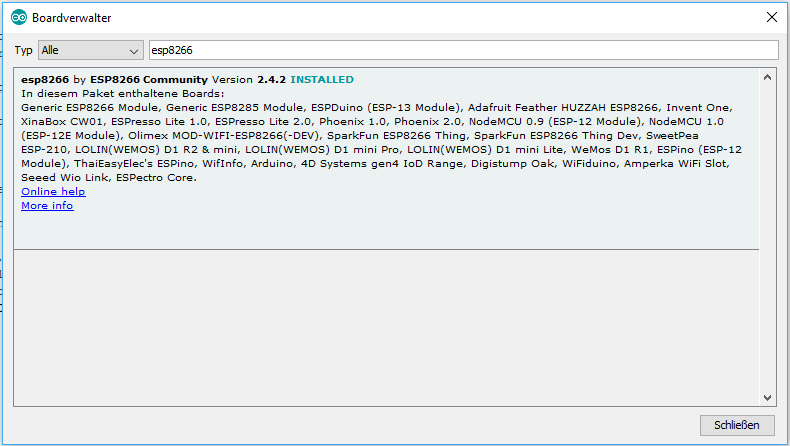 Boardverwalter
Typ Alle esp8266
esp8266 by ESP8266 Community Version 2.4.2 INSTALLED
In diesem Paket enthaltene Boards:
Generic ESP8266 Module, Generic ESP8285 Module, ESPDuino (ESP-13 Module), Adafruit Feather HUZZAH ESP8266, Invent One,
XinaBox CW01, ESPresso Lite 1.0, ESPresso Lite 2.0, Phoenix 1.0, Phoenix 2.0, NodeMCU 0.9 (ESP-12 Module), NodeMCU 1.0
(ESP-12E Module), Olimex MOD-WIFI-ESP8266(-DEV), SparkFun ESP8266 Thing, SparkFun ESP8266 Thing Dev, SweetPea
ESP-210, LOLIN(WEMOS) D1 R2 & mini, LOLIN(WEMOS) D1 mini Pro, LOLIN(WEMOS) D1 mini Lite, WeMos D1 R1, ESPino (ESP-12
Module), ThaiEasyElec's ESPino, WifInfo, Arduino, 4D Systems gen4 IoD Range, Digistump Oak, WiFiduino, Amperka WiFi Slot,
Seeed Wio Link, ESPectro Core.
Online help
More info
Schließen